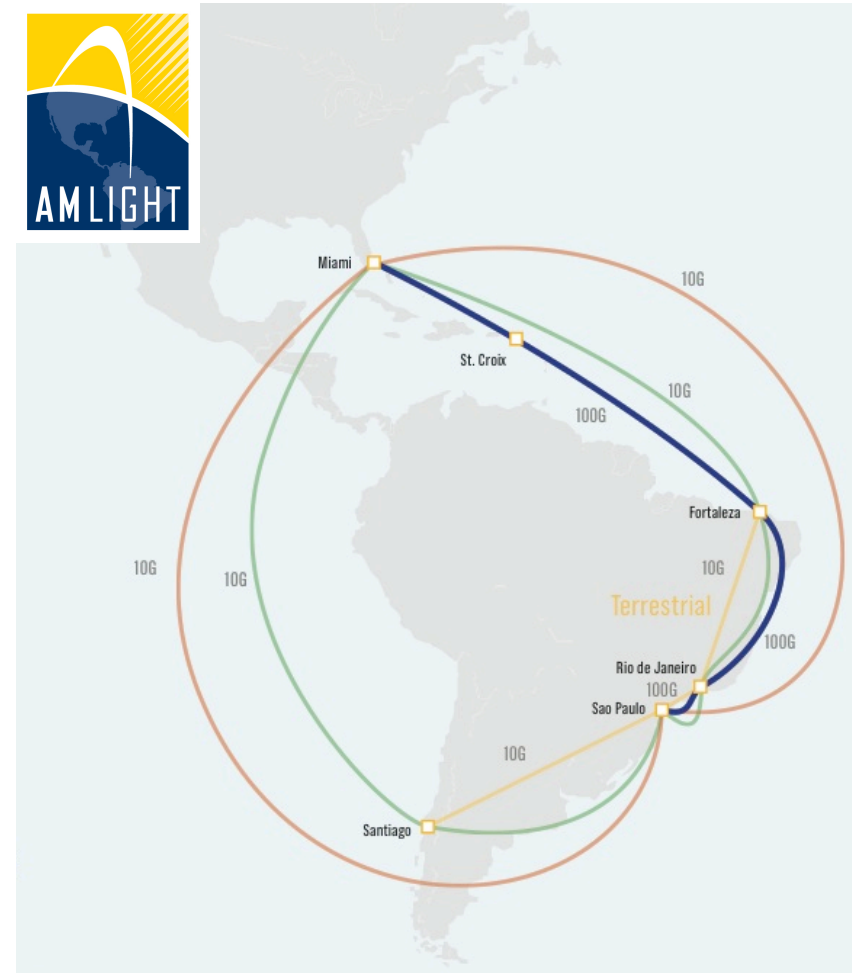 AMLIGHT
Miami
10G
St. Croix
10G
100G
Fortaleza
10G
10G
10G
Terrestrial
100G
Rio de Janeiro
100G
Sao Paulo
10G
Santiago